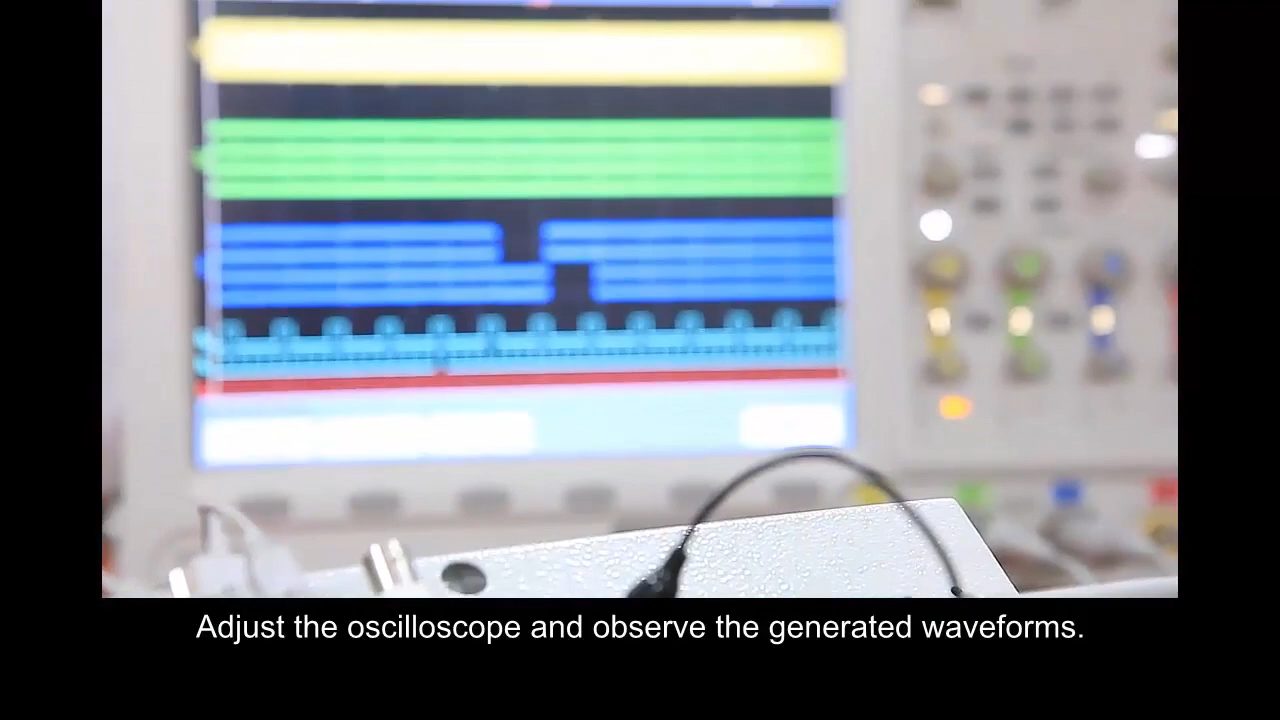 Adjust the oscilloscope and observe the generated waveforms.